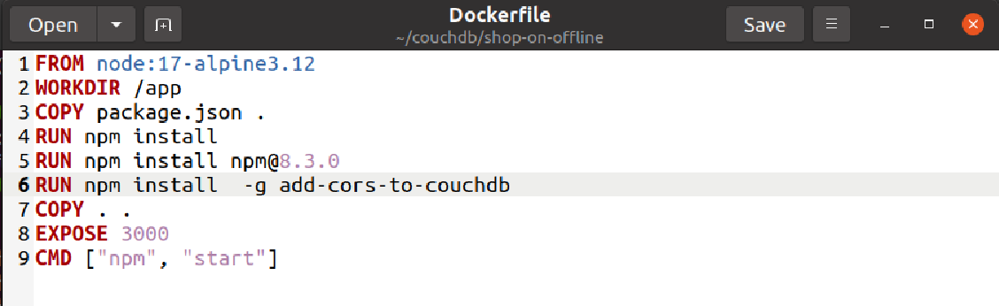 Open
Dockerfile
~/couchdb/shop-on-offline
Save
1 FROM node:17-alpine3.12
2 WORKDIR /app
3 COPY package.json .
4 RUN npm install
5 RUN npm install npm@8.3.0
6 RUN npm install  -g add-cors-to-couchdb
7 COPY . .
8 EXPOSE 3000
9 CMD ["npm", "start"]